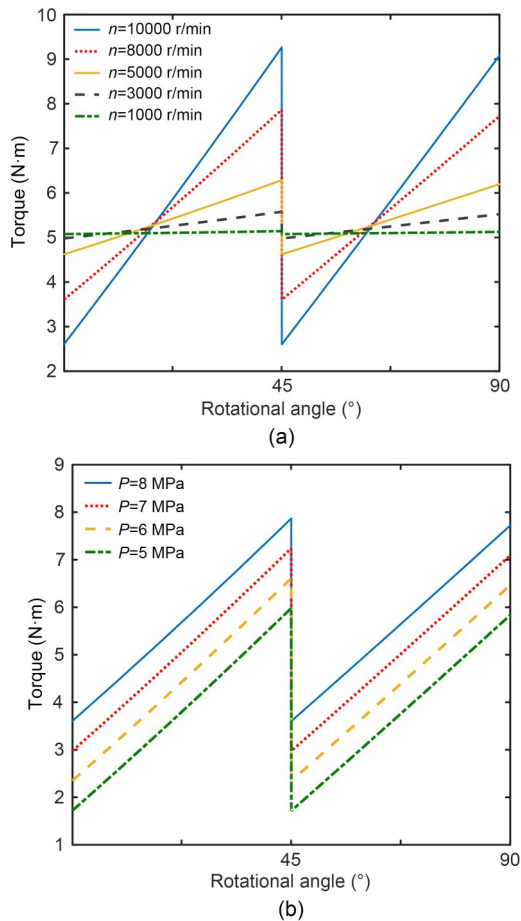 9
8
7
6
5
4
3
2
Torque (N·m)
n=10000 r/min
n=8000 r/min
n=5000 r/min
n=3000 r/min
n=1000 r/min
45
90
Rotational angle (°)
(a)
9
8
7
6
5
4
3
2
1
Torque (N·m)
P=8 MPa
P=7 MPa
P=6 MPa
P=5 MPa
45
90
Rotational angle (°)
(b)